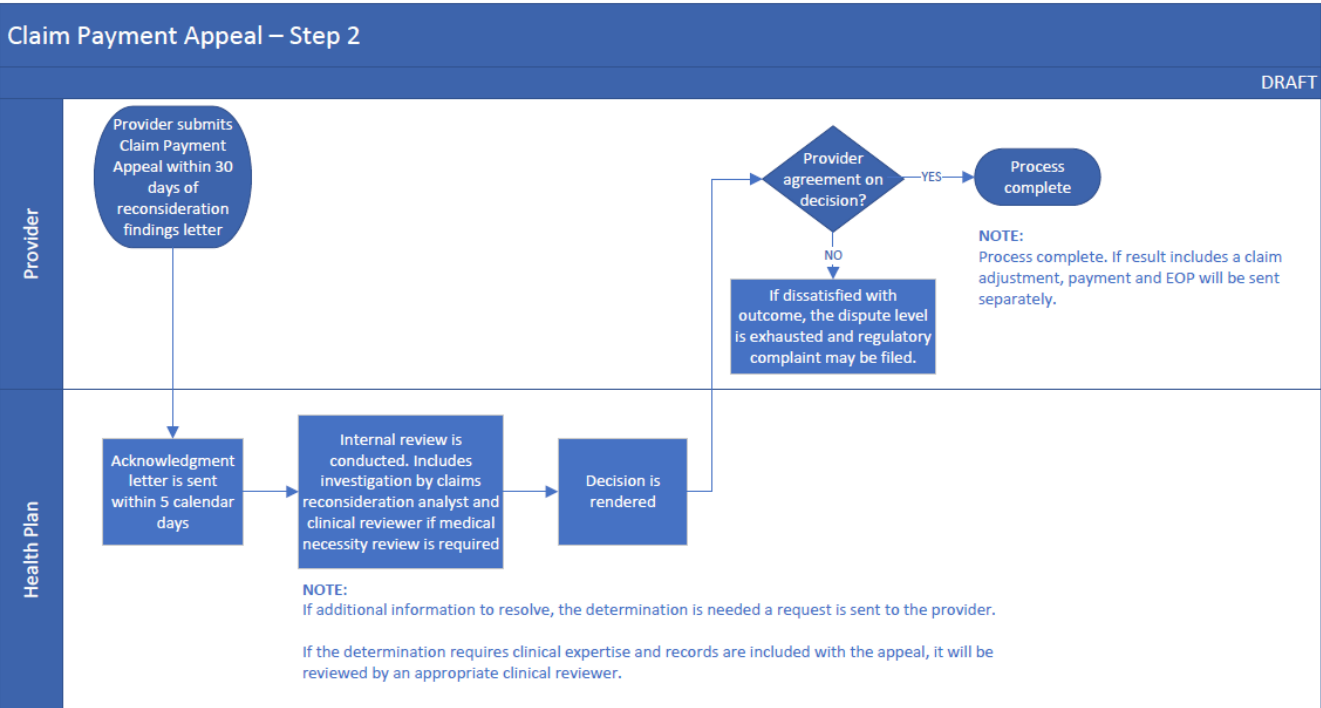 Claim Payment Appeal – Step 2
DRAFT
Provider
Provider submits
Claim Payment
Appeal within 30
days of
reconsideration
findings letter
Provider
agreement on
decision?
YES
Process
complete
NOTE:
Process complete. If result includes a claim
adjustment, payment and EOP will be sent
separately.
NO
If dissatisfied with
outcome, the dispute level
is exhausted and regulatory
complaint may be filed.
Health Plan
Acknowledgment
letter is sent
within 5 calendar
days
Internal review is
conducted. Includes
investigation by claims
reconsideration analyst and
clinical reviewer if medical
necessity review is required
Decision is
rendered
NOTE:
If additional information to resolve, the determination is needed a request is sent to the provider.
If the determination requires clinical expertise and records are included with the appeal, it will be
reviewed by an appropriate clinical reviewer.